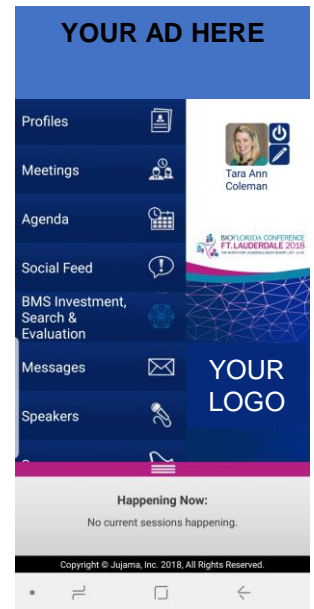 YOUR AD HERE
Profiles
Meetings
Agenda
Social Feed
BMS Investment,
Search &
Evaluation
Messages
Speakers
Tara Ann
Coleman
BIOFLORIDA CONFERENCE
FT. LAUDERDALE 2018
YOUR
LOGO
Happening Now:
No current sessions happening.
Copyright © Jujama, Inc. 2018, All Rights Reserved.